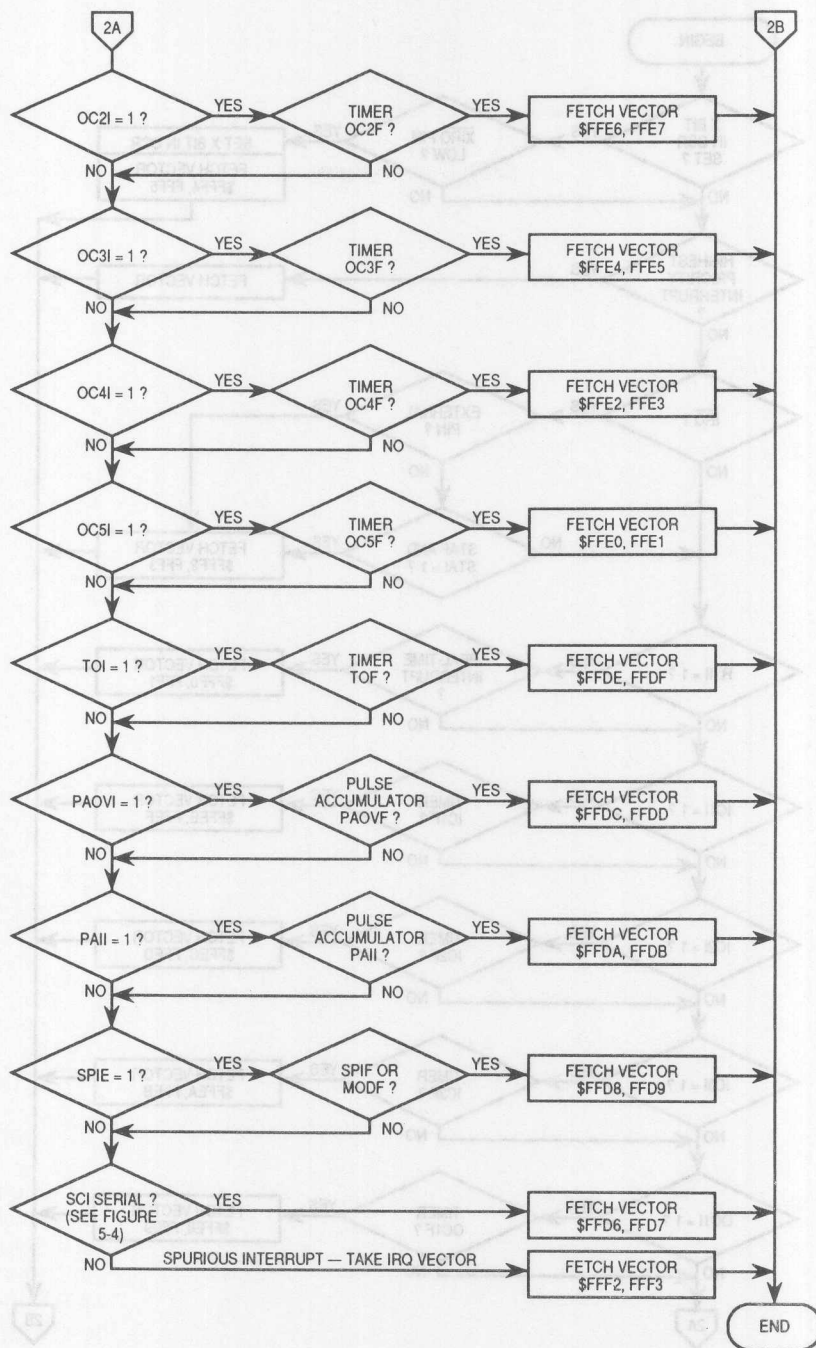 2A
2B
OC2I = 1 ?
YES
TIMER
OC2F ?
YES
FETCH VECTOR
$FFE6, FFE7
NO
NO
OC3I = 1 ?
YES
TIMER
OC3F ?
YES
FETCH VECTOR
$FFE4, FFE5
NO
NO
OC4I = 1 ?
YES
TIMER
OC4F ?
YES
FETCH VECTOR
$FFE2, FFE3
NO
NO
OC5I = 1 ?
YES
TIMER
OC5F ?
YES
FETCH VECTOR
$FFE0, FFE1
NO
NO
TOI = 1 ?
YES
TIMER
TOF ?
YES
FETCH VECTOR
$FFDE, FFDF
NO
NO
PAOVI = 1 ?
YES
PULSE
ACCUMULATOR
PAOVF ?
YES
FETCH VECTOR
$FFDC, FFDD
NO
NO
PAII = 1 ?
YES
PULSE
ACCUMULATOR
PAII ?
YES
FETCH VECTOR
$FFDA, FFDB
NO
NO
SPIE = 1 ?
YES
SPIF OR
MODF ?
YES
FETCH VECTOR
$FFD8, FFD9
NO
NO
SCI SERIAL ?
(SEE FIGURE
5-4)
YES
FETCH VECTOR
$FFD6, FFD7
NO
SPURIOUS INTERRUPT — TAKE IRQ VECTOR
FETCH VECTOR
$FFF2, FFF3
END